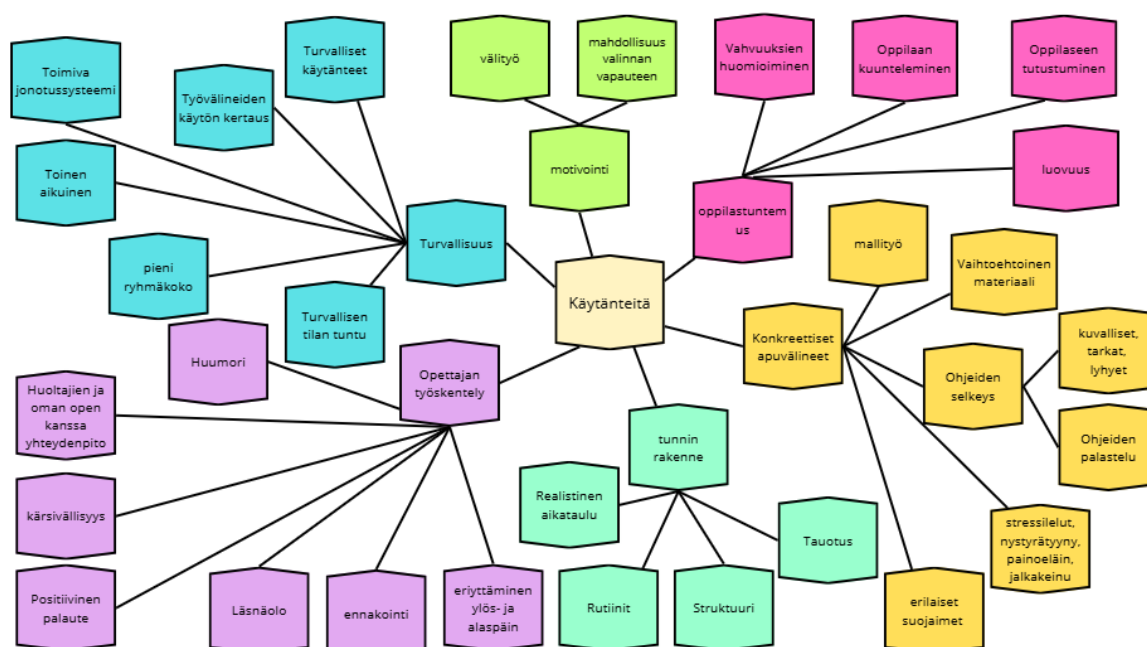 Toimiva
jonotussysteemi
Työvälineiden
käytön kertaus
Turvalliset
käytänteet
Toinen
aikuinen
pieni
ryhmäkoko
Turvallisen
tilan tuntu
Turvallisuus
välityö
mahdollisuus
valinnan
vapauteen
motivointi
Vahvuuksien
huomioiminen
Oppilaan
kuunteleminen
Oppilaseen
tutustuminen
luovuus
oppilastuntem
us
Käytänteitä
mallityö
Vaihtoehtoinen
materiaali
Konkreettiset
apuvälineet
Ohjeiden
selkeys
kuvalliset,
tarkat,
lyhyet
Ohjeiden
palastelu
stressilelut,
nystyrätyyny,
painoeläin,
jalkakeinu
erilaiset
suojaimet
Huumori
Opettajan
työskentely
Huoltajien ja
oman open
kanssa
yhteydenpito
kärsivällisyys
Positiivinen
palaute
Läsnäolo
ennakointi
eriyttäminen
ylös- ja
alaspäin
tunnin
rakenne
Realistinen
aikataulu
Rutiinit
Struktuuri
Tauotus